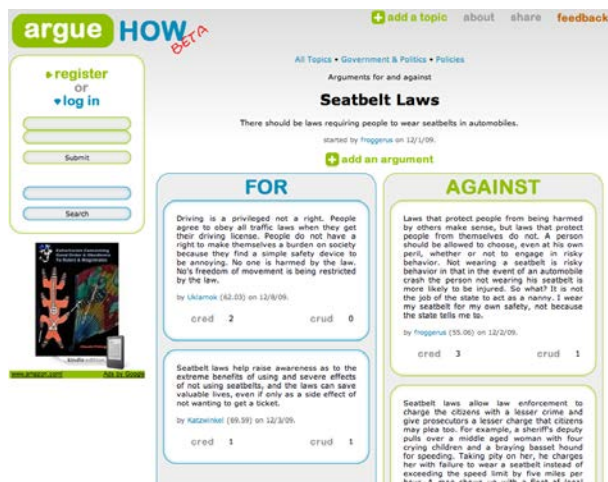 argue HOW
BETA
add a topic about share feedback
register
or
log in
Submit
Search
www.amazon.com Ads by Google
kindle edition
All Topics • Government & Politics • Policies
Arguments for and against
Seatbelt Laws
There should be laws requiring people to wear seatbelts in automobiles.
started by froggerus on 12/1/09.
add an argument
FOR
Driving is a privileged not a right. People
agree to obey all traffic laws when they get
their driving license. People do not have a
right to make themselves a burden on society
because they find a simple safety device to
be annoying. No one is harmed by the law.
No's freedom of movement is being restricted
by the law.
by Uklarnok (62.03) on 12/8/09.
cred 2 crud 0
Seatbelt laws help raise awareness as to the
extreme benefits of using and severe effects
of not using seatbelts, and the laws can save
valuable lives, even if only as a side effect of
not wanting to get a ticket.
by Katzwinkel (69.59) on 12/3/09.
cred 1 crud 1
AGAINST
Laws that protect people from being harmed
by others make sense, but laws that protect
people from themselves do not. A person
should be allowed to choose, even at his own
peril, whether or not to engage in risky
behavior. Not wearing a seatbelt is risky
behavior in that in the event of an automobile
crash the person not wearing his seatbelt is
more likely to be injured. So what? It is not
the job of the state to act as a nanny. I wear
my seatbelt for my own safety, not because
the state tells me to.
by froggerus (55.06) on 12/2/09.
cred 3 crud 1
Seatbelt laws allow law enforcement to
charge the citizens with a lesser crime and
give prosecutors a lesser charge that citizens
may plea too. For example, a sheriff's deputy
pulls over a middle aged woman with four
crying children and a braying basset hound
for speeding. Taking pity on her, he charges
her with failure to wear a seatbelt instead of
exceeding the speed limit by five miles per